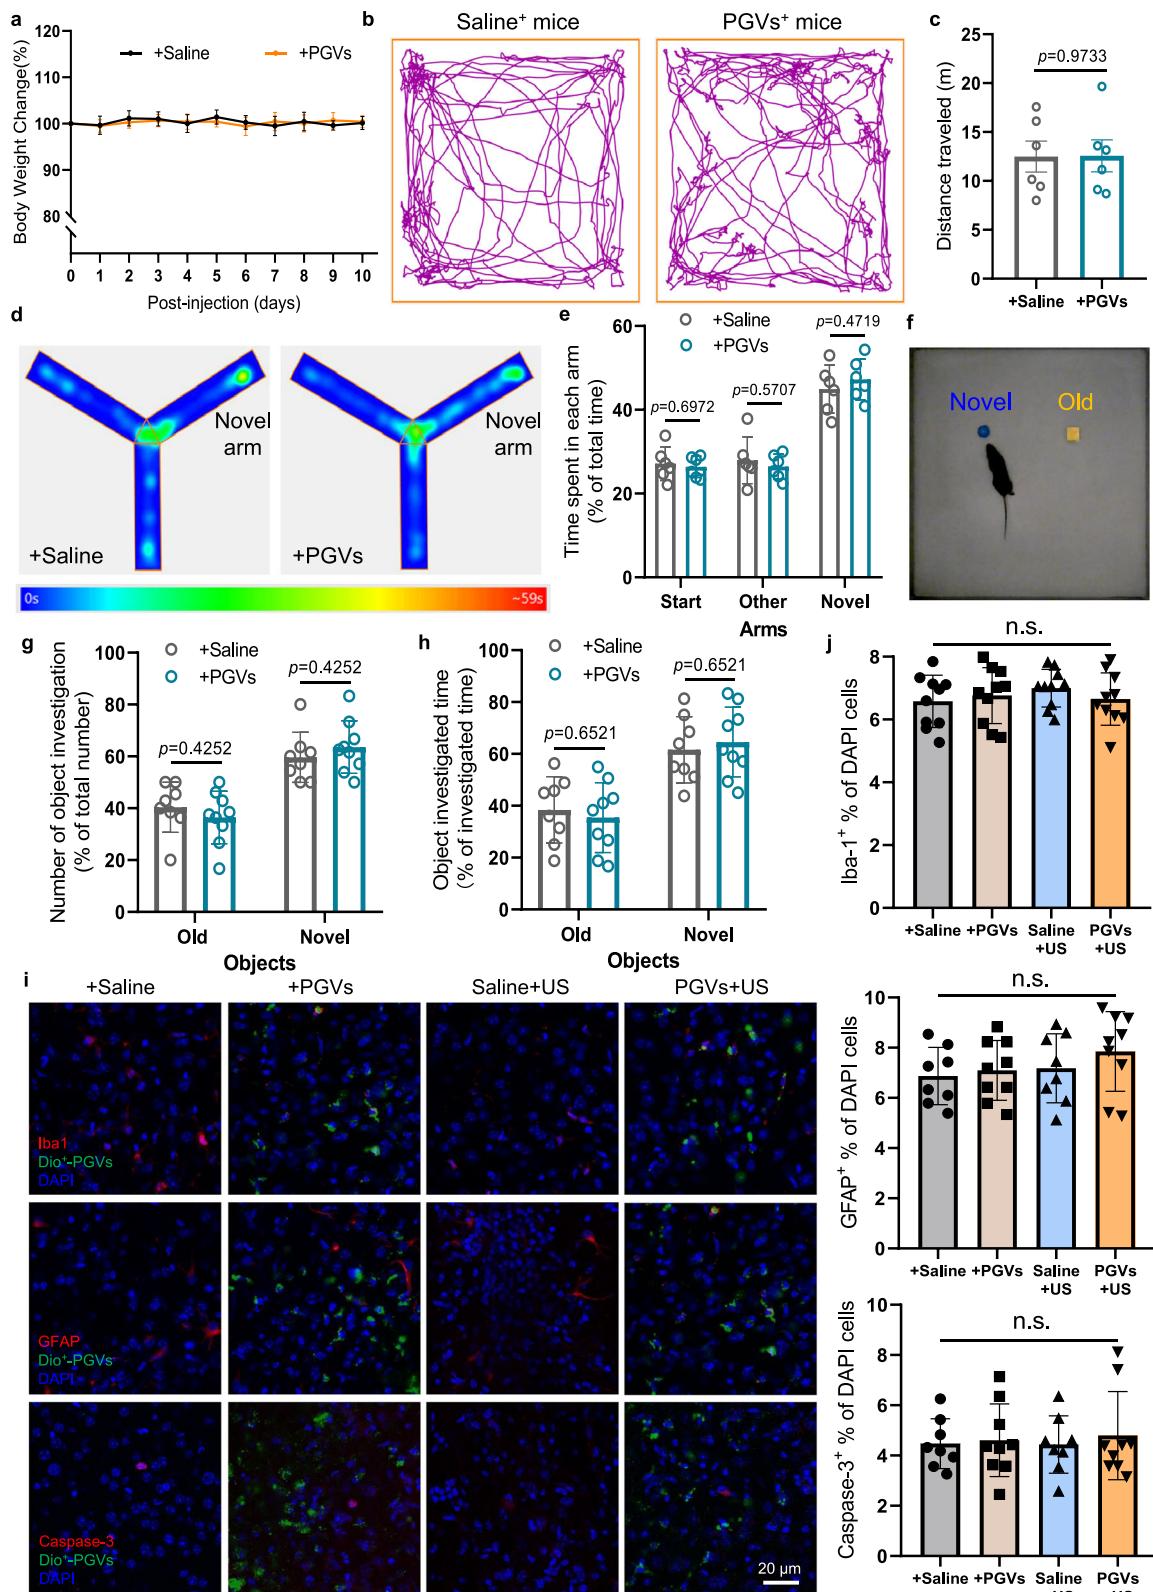 a
120
110
100
90
80
Body Weight Change(%)
+Saline
+PGVs
0 1 2 3 4 5 6 7 8 9 10
Post-injection (days)
b
Saline⁺ mice
PGVs⁺ mice
c
25
20
15
10
5
0
Distance traveled (m)
p=0.9733
+Saline +PGVs
d
Novel
arm
+Saline
Novel
arm
+PGVs
0s
~59s
e
+Saline
+PGVs
60
40
20
0
Time spent in each arm
(% of total time)
p=0.6972
p=0.5707
p=0.4719
Start Other Novel
Arms
f
Novel
Old
g
+Saline
+PGVs
100
80
60
40
20
0
Number of object investigation
(% of total number)
p=0.4252
p=0.4252
Old Novel
Objects
h
+Saline
+PGVs
100
80
60
40
20
0
Object investigated time
(% of investigated time)
p=0.6521
p=0.6521
Old Novel
Objects
i
+Saline
+PGVs
Saline+US
PGVs+US
Iba1
Dio⁺-PGVs
DAPI
GFAP
Dio⁺-PGVs
DAPI
Caspase-3
Dio⁺-PGVs
DAPI
20 µm
j
n.s.
8
6
4
2
0
Iba-1⁺ % of DAPI cells
+Saline +PGVs Saline PGVs
+US +US
n.s.
10
8
6
4
2
0
GFAP⁺ % of DAPI cells
+Saline +PGVs Saline PGVs
+US +US
n.s.
10
8
6
4
2
0
Caspase-3⁺ % of DAPI cells
+Saline +PGVs Saline PGVs
+US +US